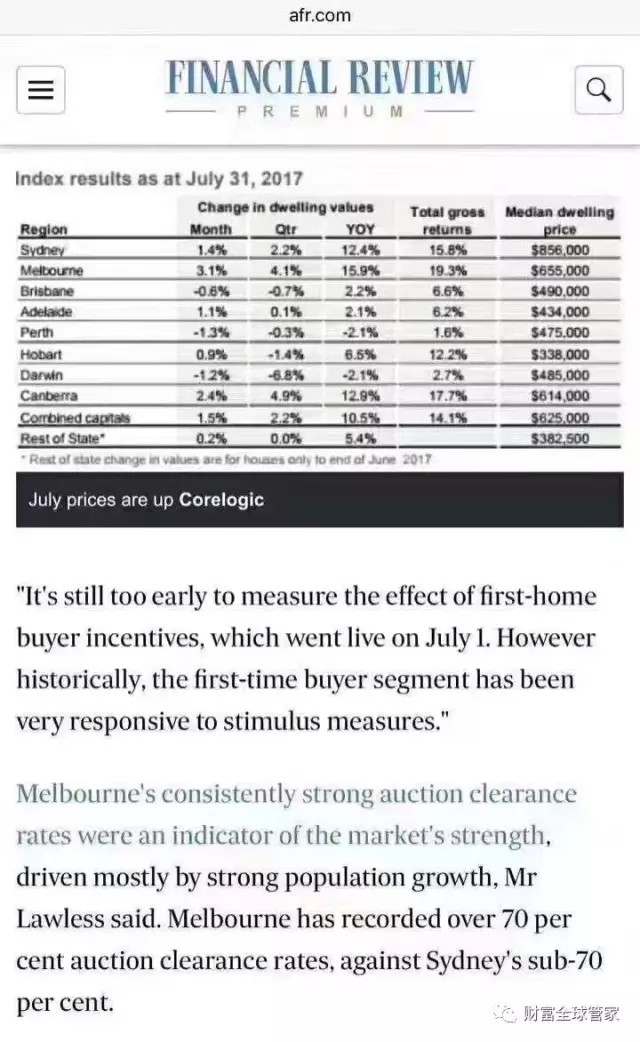 afr.com
FINANCIAL REVIEW
PREMIUM
Index results as at July 31, 2017
Change in dwelling values Total gross Median dwelling
Region Month Qtr YOY returns price
Sydney 1.4% 2.2% 12.4% 15.8% $856,000
Melbourne 3.1% 4.1% 15.9% 19.3% $655,000
Brisbane -0.6% -0.7% 2.2% 6.6% $490,000
Adelaide 1.1% 0.1% 2.1% 6.2% $434,000
Perth -1.3% -0.3% -2.1% 1.6% $475,000
Hobart 0.9% -1.4% 6.5% 12.2% $338,000
Darwin -1.2% -6.8% -2.1% 2.7% $485,000
Canberra 2.4% 4.9% 12.9% 17.7% $614,000
Combined capitals 1.5% 2.2% 10.5% 14.1% $625,000
Rest of State* 0.2% 0.0% 5.4% $382,500
* Rest of state change in values are for houses only to end of June 2017
July prices are up Corelogic
"It's still too early to measure the effect of first-home
buyer incentives, which went live on July 1. However
historically, the first-time buyer segment has been
very responsive to stimulus measures."
Melbourne's consistently strong auction clearance
rates were an indicator of the market's strength,
driven mostly by strong population growth, Mr
Lawless said. Melbourne has recorded over 70 per
cent auction clearance rates, against Sydney's sub-70
per cent.
财富全球管家